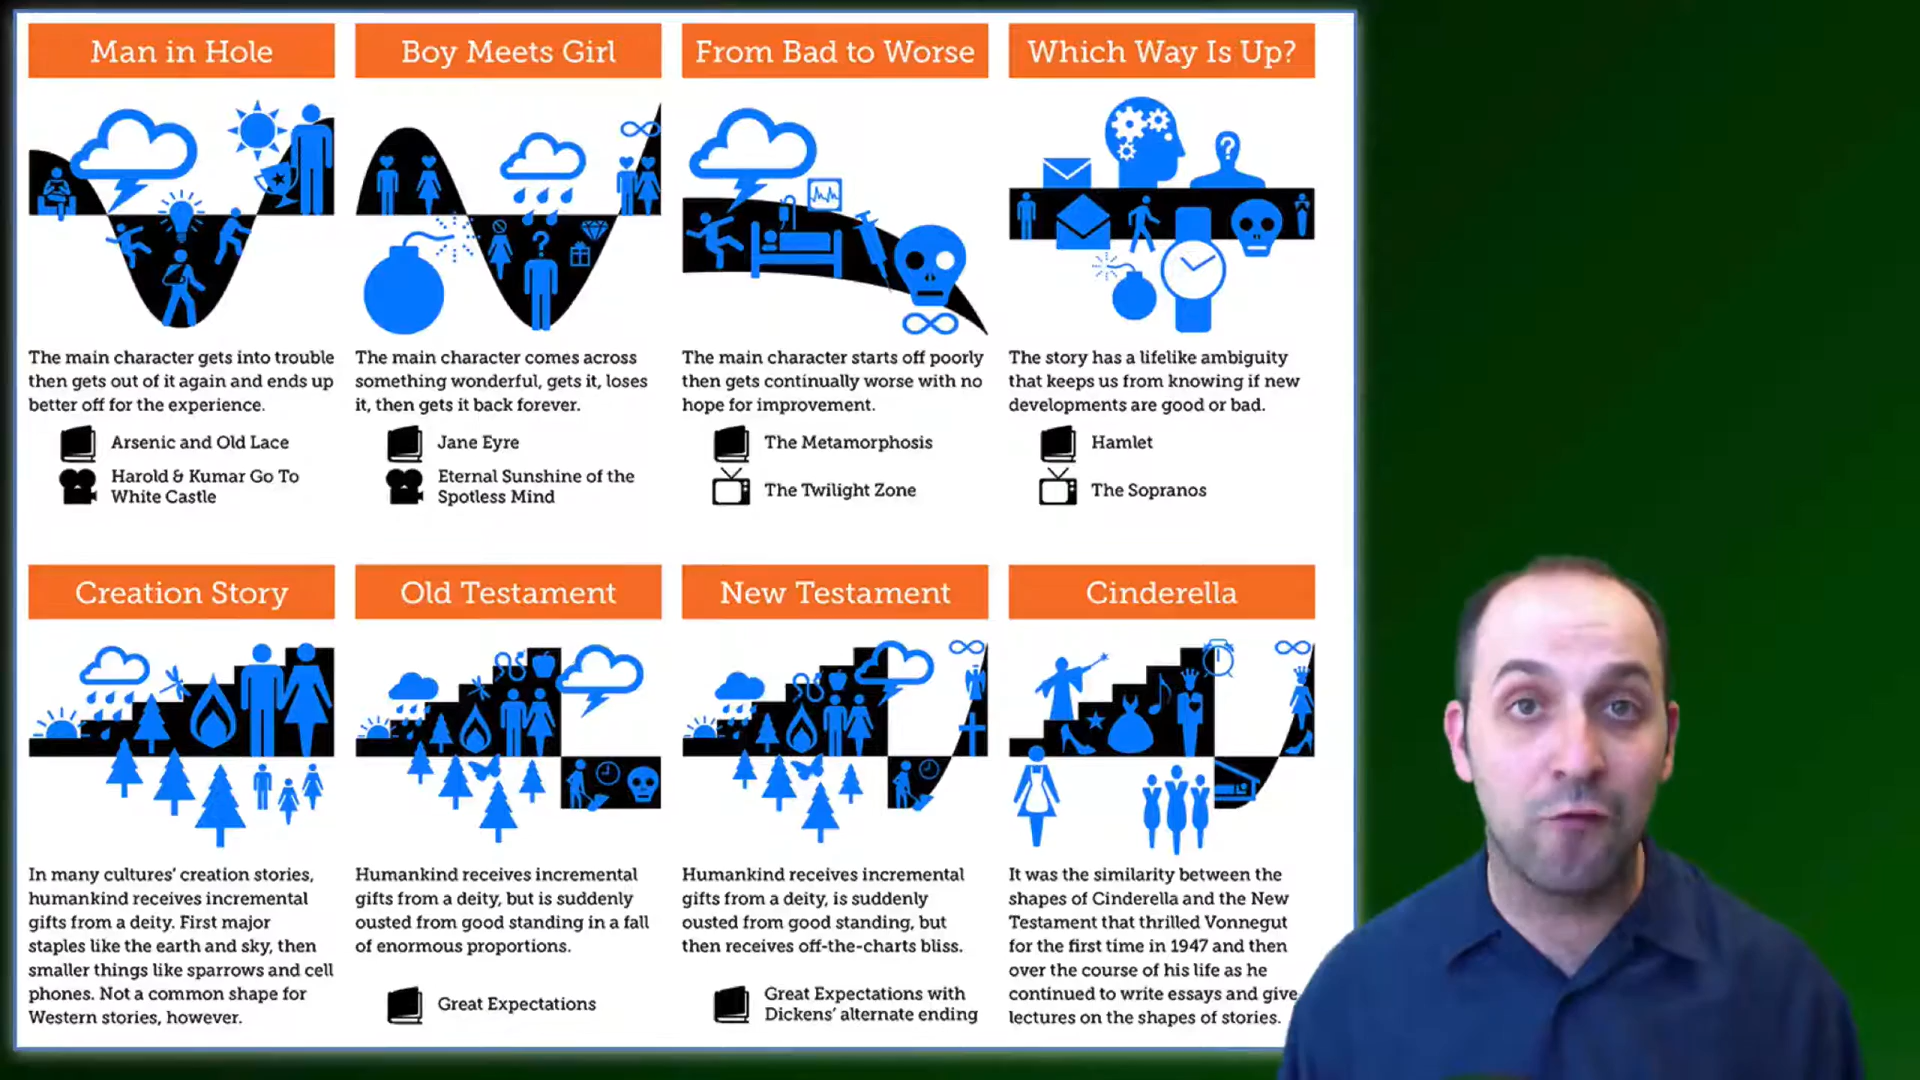 Man in Hole
The main character gets into trouble
then gets out of it again and ends up
better off for the experience.
Arsenic and Old Lace
Harold & Kumar Go To
White Castle
Boy Meets Girl
?
The main character comes across
something wonderful, gets it, loses
it, then gets it back forever.
Jane Eyre
Eternal Sunshine of the
Spotless Mind
From Bad to Worse
The main character starts off poorly
then gets continually worse with no
hope for improvement.
The Metamorphosis
The Twilight Zone
Which Way Is Up?
?
The story has a lifelike ambiguity
that keeps us from knowing if new
developments are good or bad.
Hamlet
The Sopranos
Creation Story
In many cultures' creation stories,
humankind receives incremental
gifts from a deity. First major
staples like the earth and sky, then
smaller things like sparrows and cell
phones. Not a common shape for
Western stories, however.
Old Testament
Humankind receives incremental
gifts from a deity, but is suddenly
ousted from good standing in a fall
of enormous proportions.
Great Expectations
New Testament
Humankind receives incremental
gifts from a deity, is suddenly
ousted from good standing, but
then receives off-the-charts bliss.
Great Expectations with
Dickens' alternate ending
Cinderella
It was the similarity between the
shapes of Cinderella and the New
Testament that thrilled Vonnegut
for the first time in 1947 and then
over the course of his life as he
continued to write essays and give
lectures on the shapes of stories.